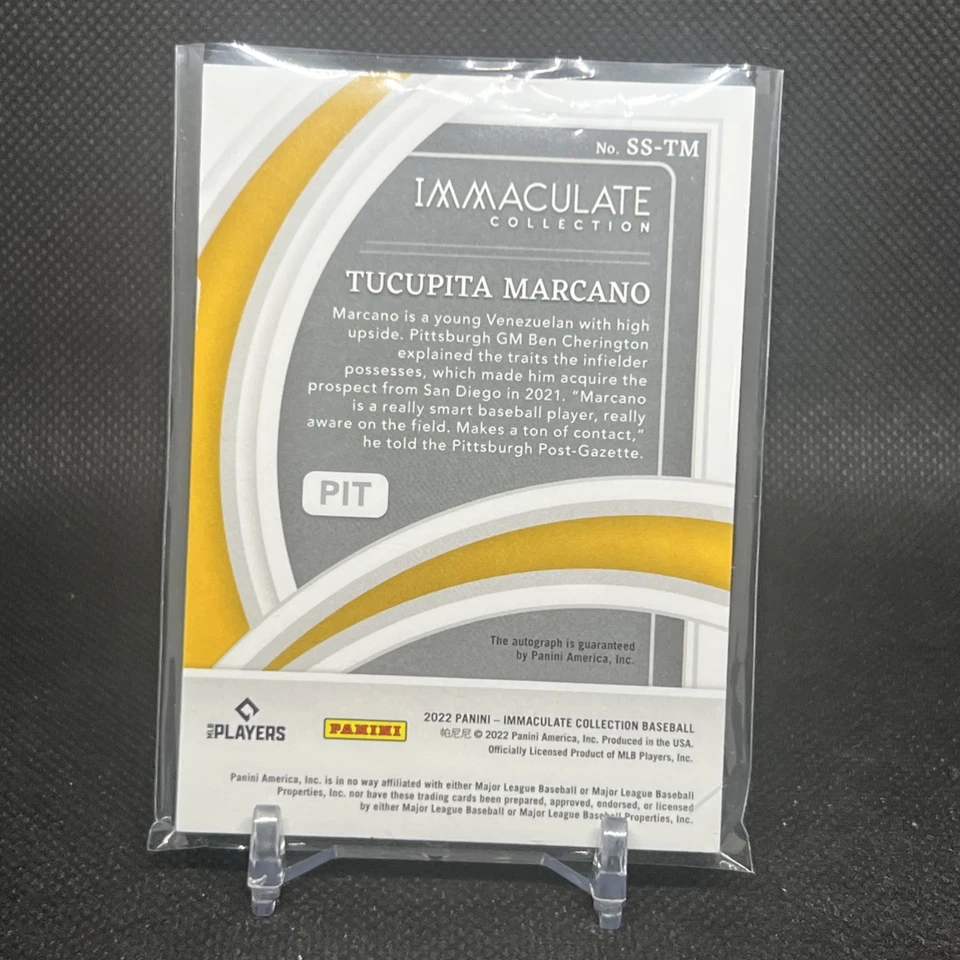 No. SS-TM
IMMACULATE
COLLECTION
TUCUPITA MARCANO
Marcano is a young Venezuelan with high
upside. Pittsburgh GM Ben Cherington
explained the traits the infielder
possesses, which made him acquire the
prospect from San Diego in 2021. "Marcano
is a really smart baseball player, really
aware on the field. Makes a ton of contact,"
he told the Pittsburgh Post-Gazette.
PIT
The autograph is guaranteed
by Panini America, Inc.
MLB PLAYERS
PANINI
2022 PANINI – IMMACULATE COLLECTION BASEBALL
帕尼尼 © 2022 Panini America, Inc. Produced in the USA.
Officially Licensed Product of MLB Players, Inc.
Panini America, Inc. is in no way affiliated with either Major League Baseball or Major League Baseball
Properties, Inc. nor have these trading cards been prepared, approved, endorsed, or licensed
by either Major League Baseball or Major League Baseball Properties, Inc.